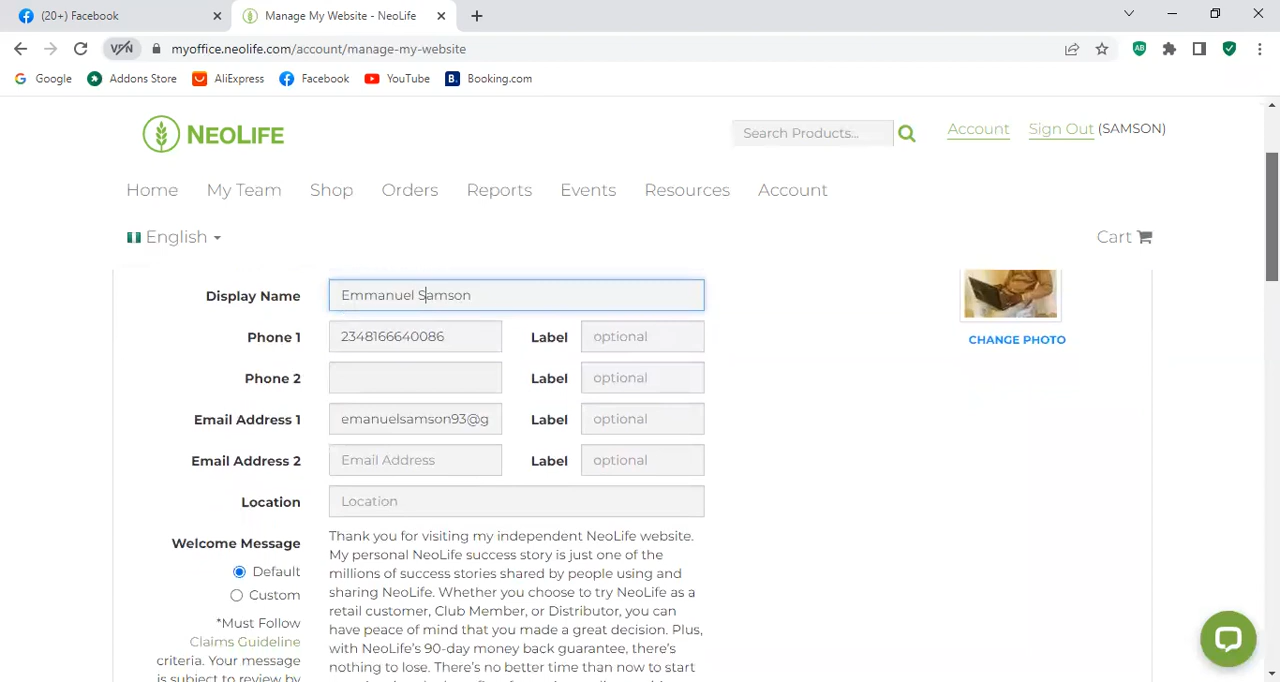 (20+) Facebook
Manage My Website - NeoLife
VPN
myoffice.neolife.com/account/manage-my-website
AB
Google
Addons Store
AliExpress
Facebook
YouTube
B.
Booking.com
NEOLIFE
Search Products...
Account
Sign Out (SAMSON)
Home
My Team
Shop
Orders
Reports
Events
Resources
Account
English
Cart
Display Name
Emmanuel Samson
CHANGE PHOTO
Phone 1
2348166640086
Label
optional
Phone 2
Label
optional
Email Address 1
emanuelsamson93@g
Label
optional
Email Address 2
Email Address
Label
optional
Location
Location
Welcome Message
Default
Custom
*Must Follow
Claims Guideline
criteria. Your message
is subject to review by
Thank you for visiting my independent NeoLife website.
My personal NeoLife success story is just one of the
millions of success stories shared by people using and
sharing NeoLife. Whether you choose to try NeoLife as a
retail customer, Club Member, or Distributor, you can
have peace of mind that you made a great decision. Plus,
with NeoLife's 90-day money back guarantee, there's
nothing to lose. There's no better time than now to start